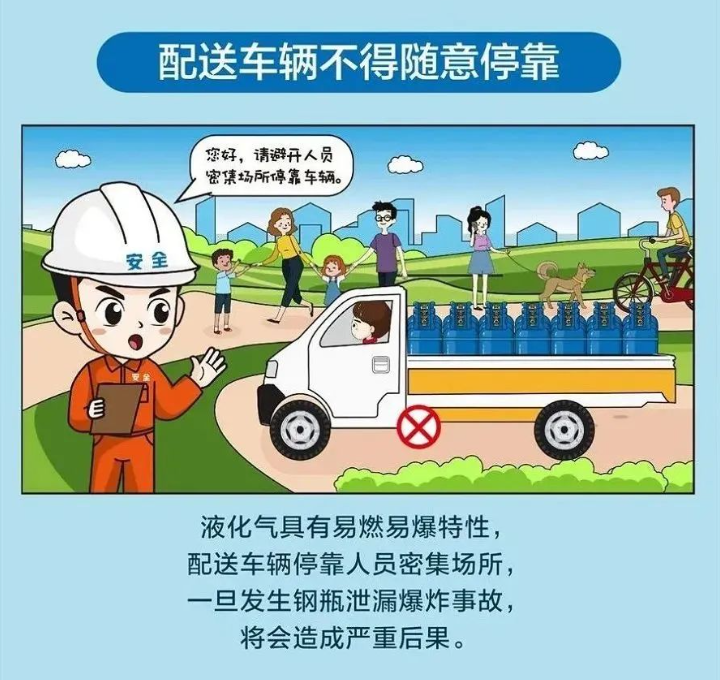 配送车辆不得随意停靠
您好，请避开人员
密集场所停靠车辆。
安全
安全
液化气具有易燃易爆特性，
配送车辆停靠人员密集场所，
一旦发生钢瓶泄漏爆炸事故，
将会造成严重后果。